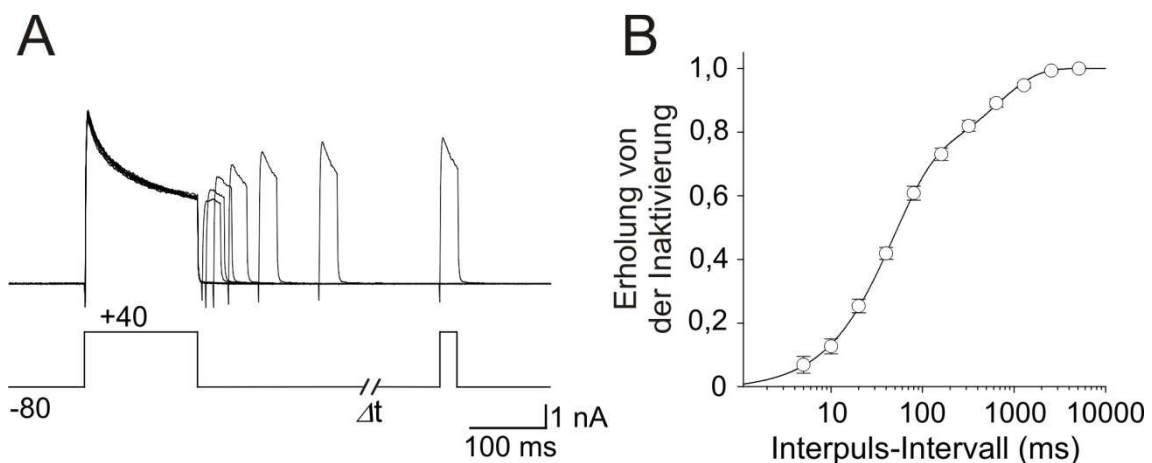 A
+40
-80
Δt
1 nA
100 ms
B
Erholung von
der Inaktivierung
1,0
0,8
0,6
0,4
0,2
0
10
100
1000
10000
Interpuls-Intervall (ms)